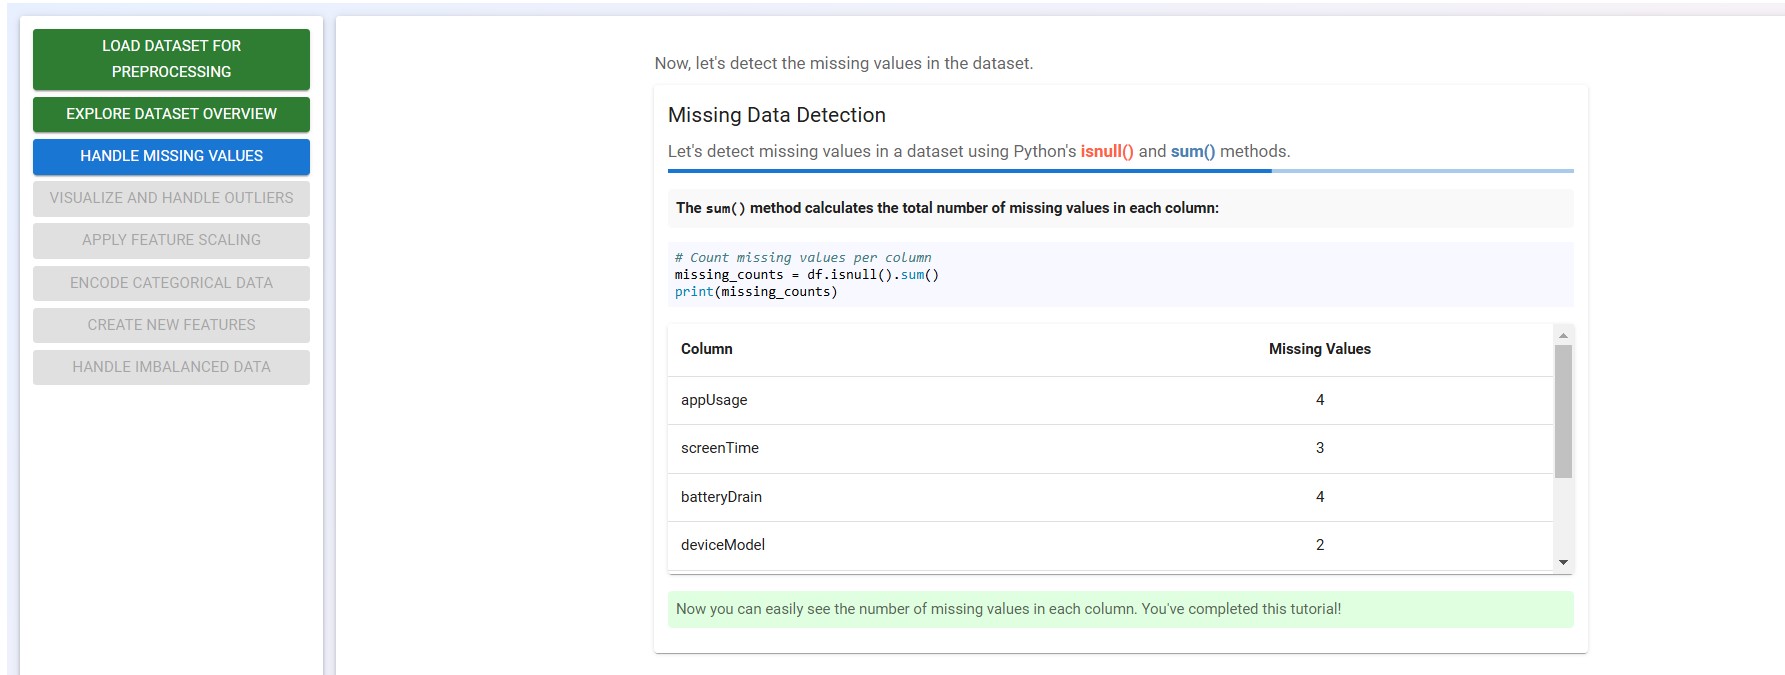 LOAD DATASET FOR
PREPROCESSING
EXPLORE DATASET OVERVIEW
HANDLE MISSING VALUES
VISUALIZE AND HANDLE OUTLIERS
APPLY FEATURE SCALING
ENCODE CATEGORICAL DATA
CREATE NEW FEATURES
HANDLE IMBALANCED DATA
Now, let's detect the missing values in the dataset.
Missing Data Detection
Let's detect missing values in a dataset using Python's isnull() and sum() methods.
The sum() method calculates the total number of missing values in each column:
# Count missing values per column
missing_counts = df.isnull().sum()
print(missing_counts)
Column Missing Values
appUsage 4
screenTime 3
batteryDrain 4
deviceModel 2
Now you can easily see the number of missing values in each column. You've completed this tutorial!